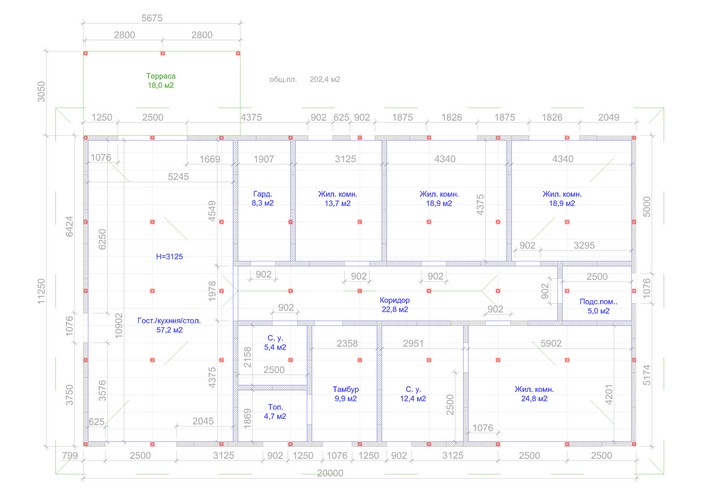 5675
2800 2800
Терраса
18,0 м2
общ.пл. 202,4 м2
3050
1250 2500 4375 902 625 902 1875 1826 1875 1826 2049
1076 1669 1907 3125 4340 4340
5245
Гард.
8,3 м2
Жил. комн.
13,7 м2
Жил. комн.
18,9 м2
Жил. комн.
18,9 м2
4549
4375
5000
6424
6250
902 3295
H=3125
902 902 902
2500
11250
1978
902
1076
Коридор
22,8 м2
Подс.пом..
5,0 м2
902 902
Гост./кухння/стол.
57,2 м2
10902
1076
С. у.
5,4 м2
2158
2500
2358 2951 5902
5174
4375
3576
3750
Тамбур
9,9 м2
С. у.
12,4 м2
Жил. комн.
24,8 м2
4201
2500
Топ.
4,7 м2
1869
625 2045 1076
799 2500 3125 902 1250 1076 1250 902 3125 2500 2500
20000